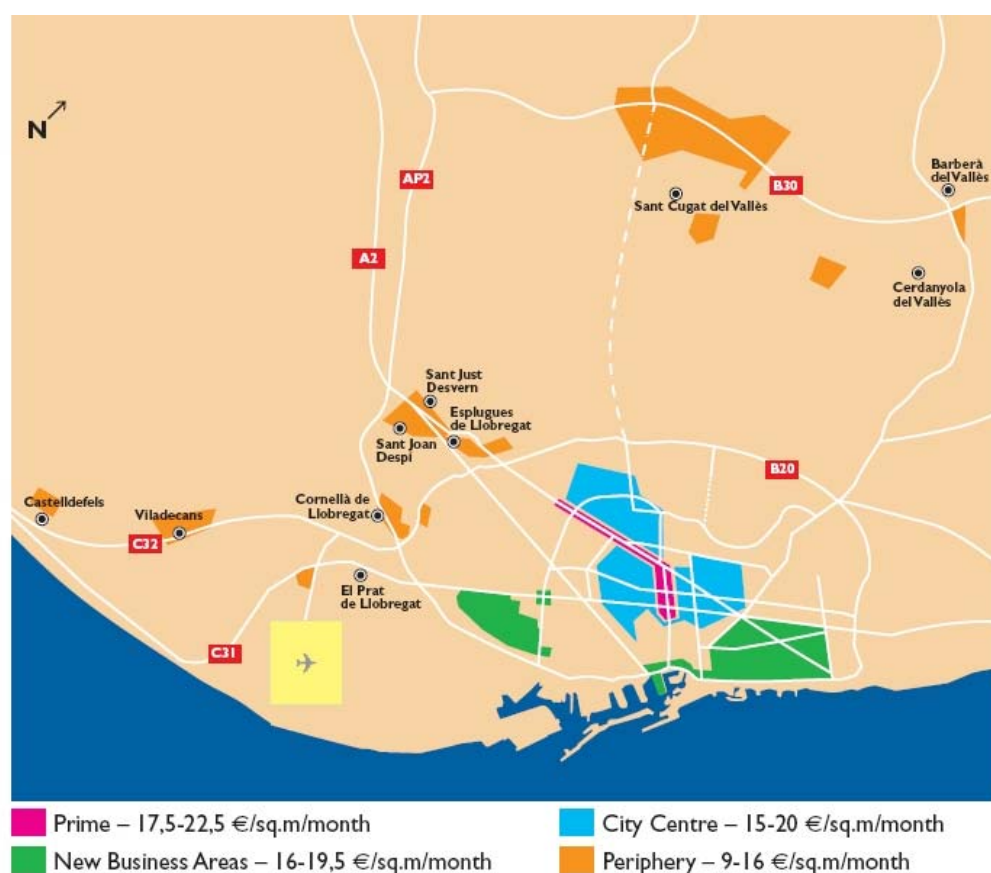 N
AP2
B30
Barberà
del Vallès
Sant Cugat del Vallès
A2
Cerdanyola
del Vallès
Sant Just
Desvern
Esplugues
de Llobregat
Sant Joan
Despi
B20
Castelldefels
Viladecans
Cornellà de
Llobregat
C32
El Prat
de Llobregat
C31
Prime – 17,5-22,5 €/sq.m/month
City Centre – 15-20 €/sq.m/month
New Business Areas – 16-19,5 €/sq.m/month
Periphery – 9-16 €/sq.m/month